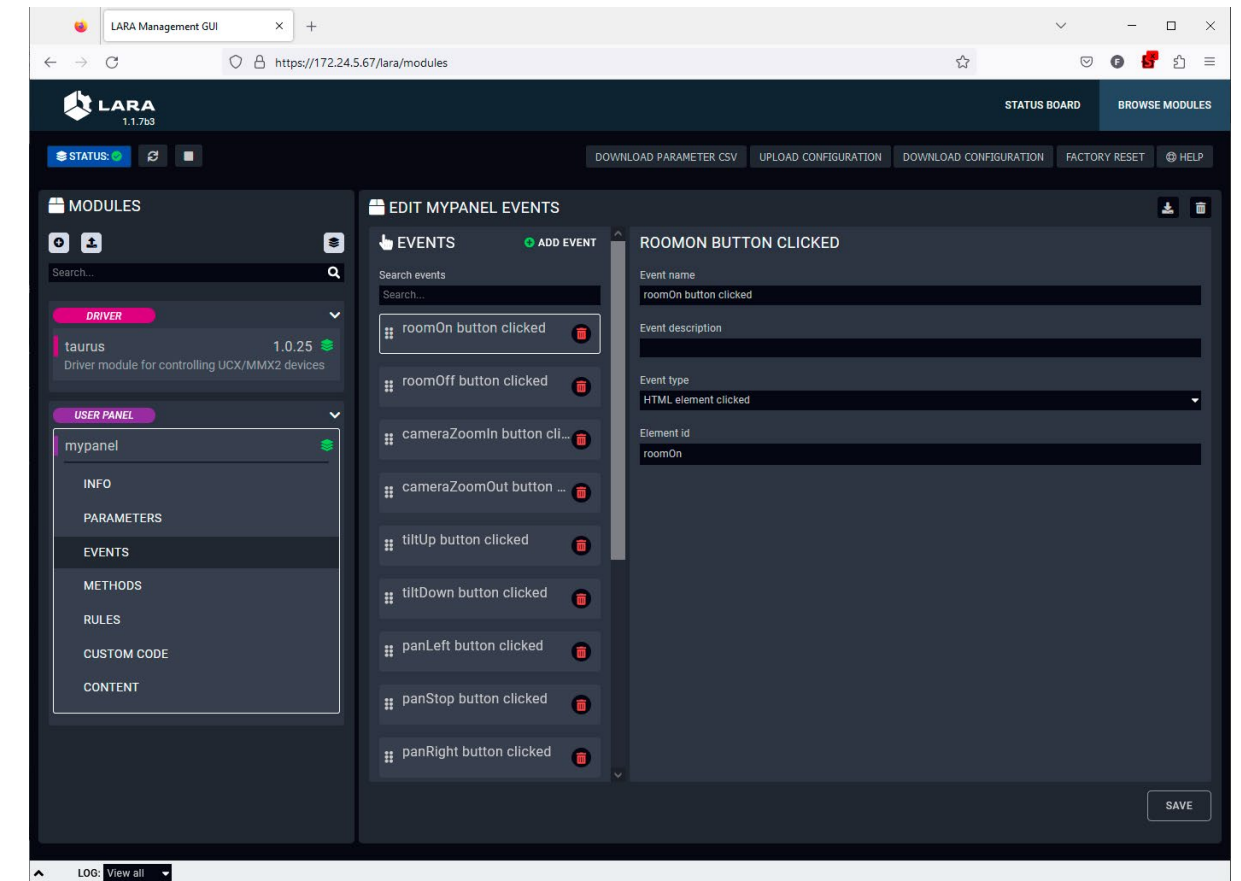 LARA Management GUI
https://172.24.5.67/lara/modules
LARA
1.1.7b3
STATUS BOARD
BROWSE MODULES
STATUS:
DOWNLOAD PARAMETER CSV
UPLOAD CONFIGURATION
DOWNLOAD CONFIGURATION
FACTORY RESET
HELP
MODULES
Search...
DRIVER
taurus 1.0.25
Driver module for controlling UCX/MMX2 devices
USER PANEL
mypanel
INFO
PARAMETERS
EVENTS
METHODS
RULES
CUSTOM CODE
CONTENT
EDIT MYPANEL EVENTS
EVENTS
ADD EVENT
Search events
Search...
roomOn button clicked
roomOff button clicked
cameraZoomIn button cli...
cameraZoomOut button ...
tiltUp button clicked
tiltDown button clicked
panLeft button clicked
panStop button clicked
panRight button clicked
ROOMON BUTTON CLICKED
Event name
roomOn button clicked
Event description
Event type
HTML element clicked
Element id
roomOn
SAVE
LOG: View all